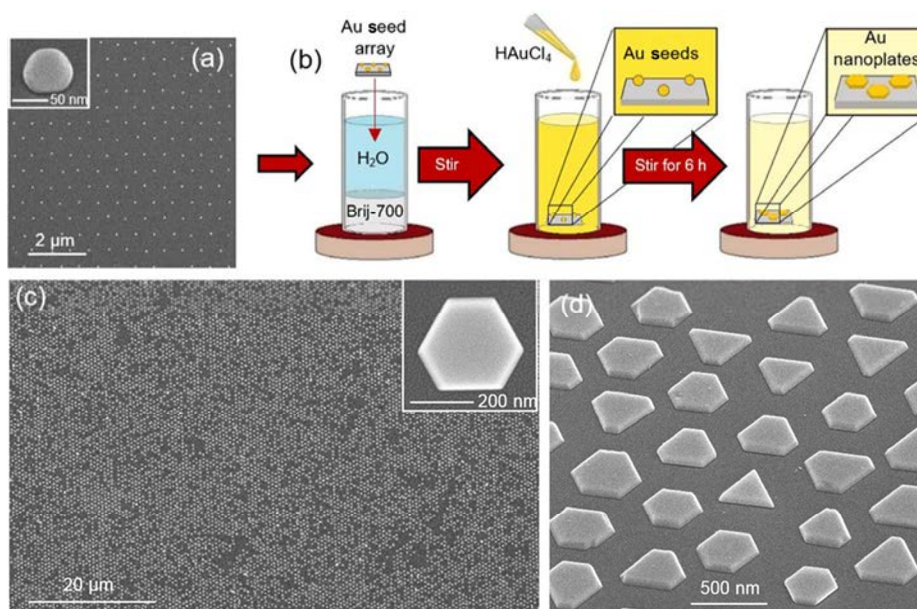 (a)
50 nm
2 µm
(b)
Au seed
array
H₂O
Brij-700
Stir
HAuCl₄
Au seeds
Stir for 6 h
Au
nanoplates
(c)
200 nm
20 µm
(d)
500 nm